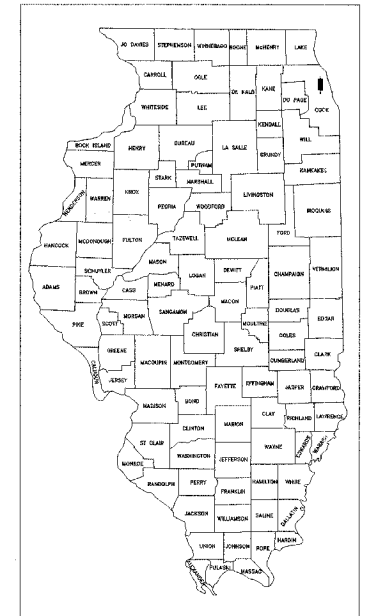 JO DAVIES STEPHENSON WINNEBAGO BOONE McHENRY LAKE
CARROLL OGLE DE KALB KANE DU PAGE COOK
WHITESIDE LEE KENDALL WILL
ROCK ISLAND HENRY BUREAU LA SALLE GRUNDY
MERCER STARK PUTNAM MARSHALL KANKAKEE
HENDERSON WARREN KNOX PEORIA WOODFORD LIVINGSTON IROQUOIS
HANCOCK McDONOUGH FULTON TAZEWELL McLEAN FORD
SCHUYLER MASON LOGAN DEWITT CHAMPAIGN VERMILION
ADAMS BROWN CASS MENARD MACON PIATT
PIKE SCOTT MORGAN SANGAMON CHRISTIAN MOULTRIE DOUGLAS EDGAR
COLES
CALHOUN GREENE MACOUPIN MONTGOMERY SHELBY CUMBERLAND CLARK
JERSEY FAYETTE EFFINGHAM JASPER CRAWFORD
MADISON BOND CLAY RICHLAND LAWRENCE
CLINTON MARION
ST CLAIR WASHINGTON JEFFERSON WAYNE EDWARDS WABASH
MONROE RANDOLPH PERRY HAMILTON WHITE
FRANKLIN
JACKSON WILLIAMSON SALINE GALLATIN
UNION JOHNSON POPE HARDIN
ALEXANDER PULASKI MASSAC